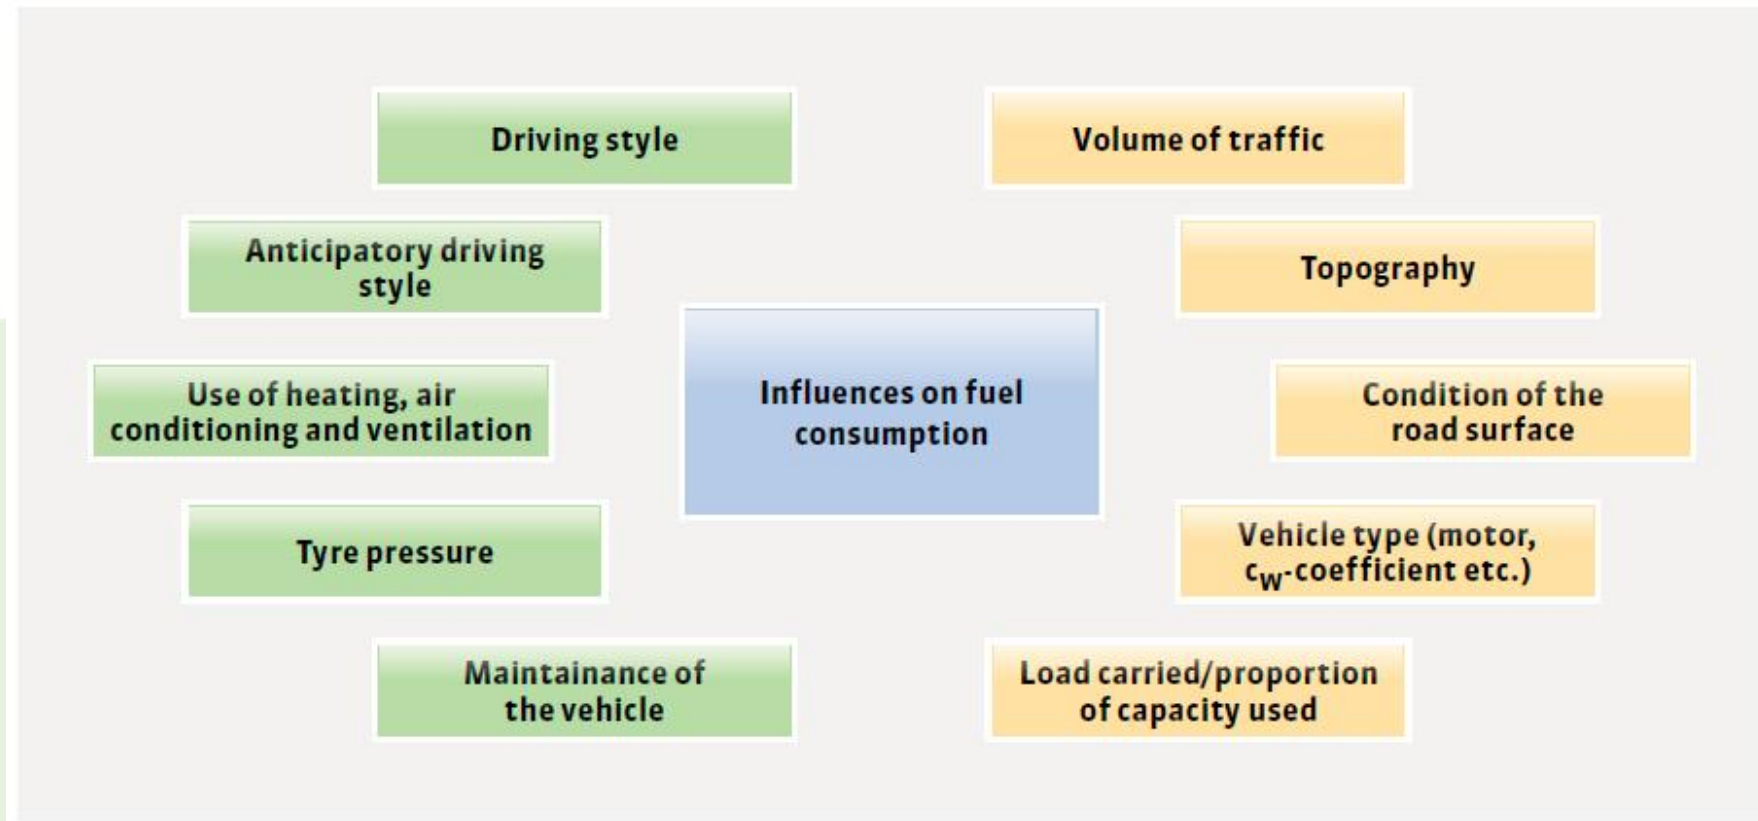 Driving style
Volume of traffic
Anticipatory driving
style
Topography
Use of heating, air
conditioning and ventilation
Influences on fuel
consumption
Condition of the
road surface
Tyre pressure
Vehicle type (motor,
cw-coefficient etc.)
Maintainance of
the vehicle
Load carried/proportion
of capacity used